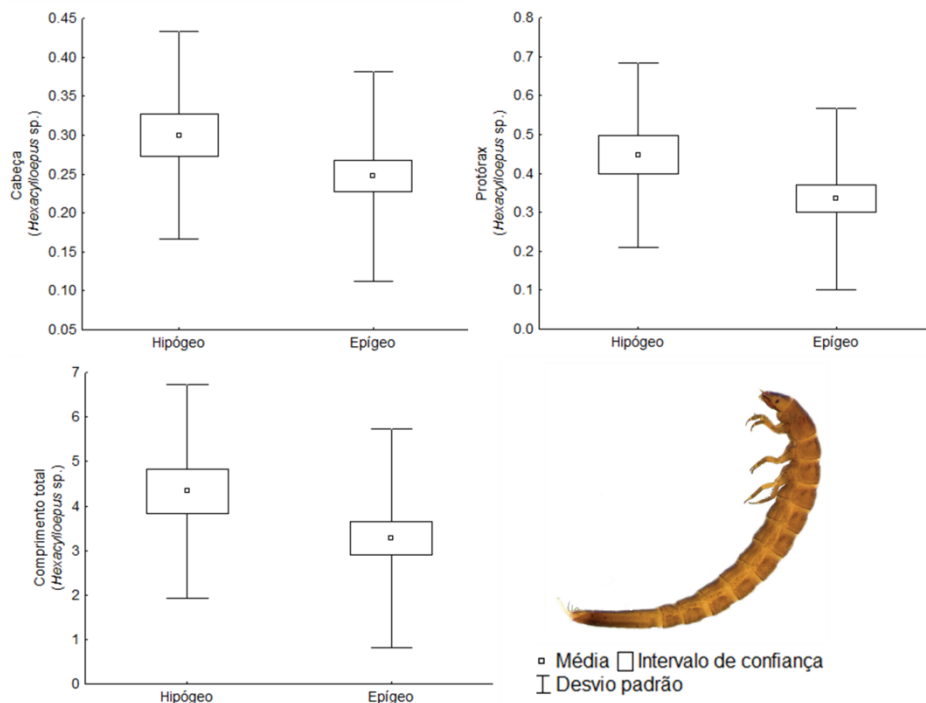 Cabeça
(Hexacylloepus sp.)
0.45
0.40
0.35
0.30
0.25
0.20
0.15
0.10
0.05
Hipógeo
Epígeo
Protórax
(Hexacylloepus sp.)
0.8
0.7
0.6
0.5
0.4
0.3
0.2
0.1
0.0
Hipógeo
Epígeo
Comprimento total
(Hexacylloepus sp.)
7
6
5
4
3
2
1
0
Hipógeo
Epígeo
Média
Intervalo de confiança
Desvio padrão